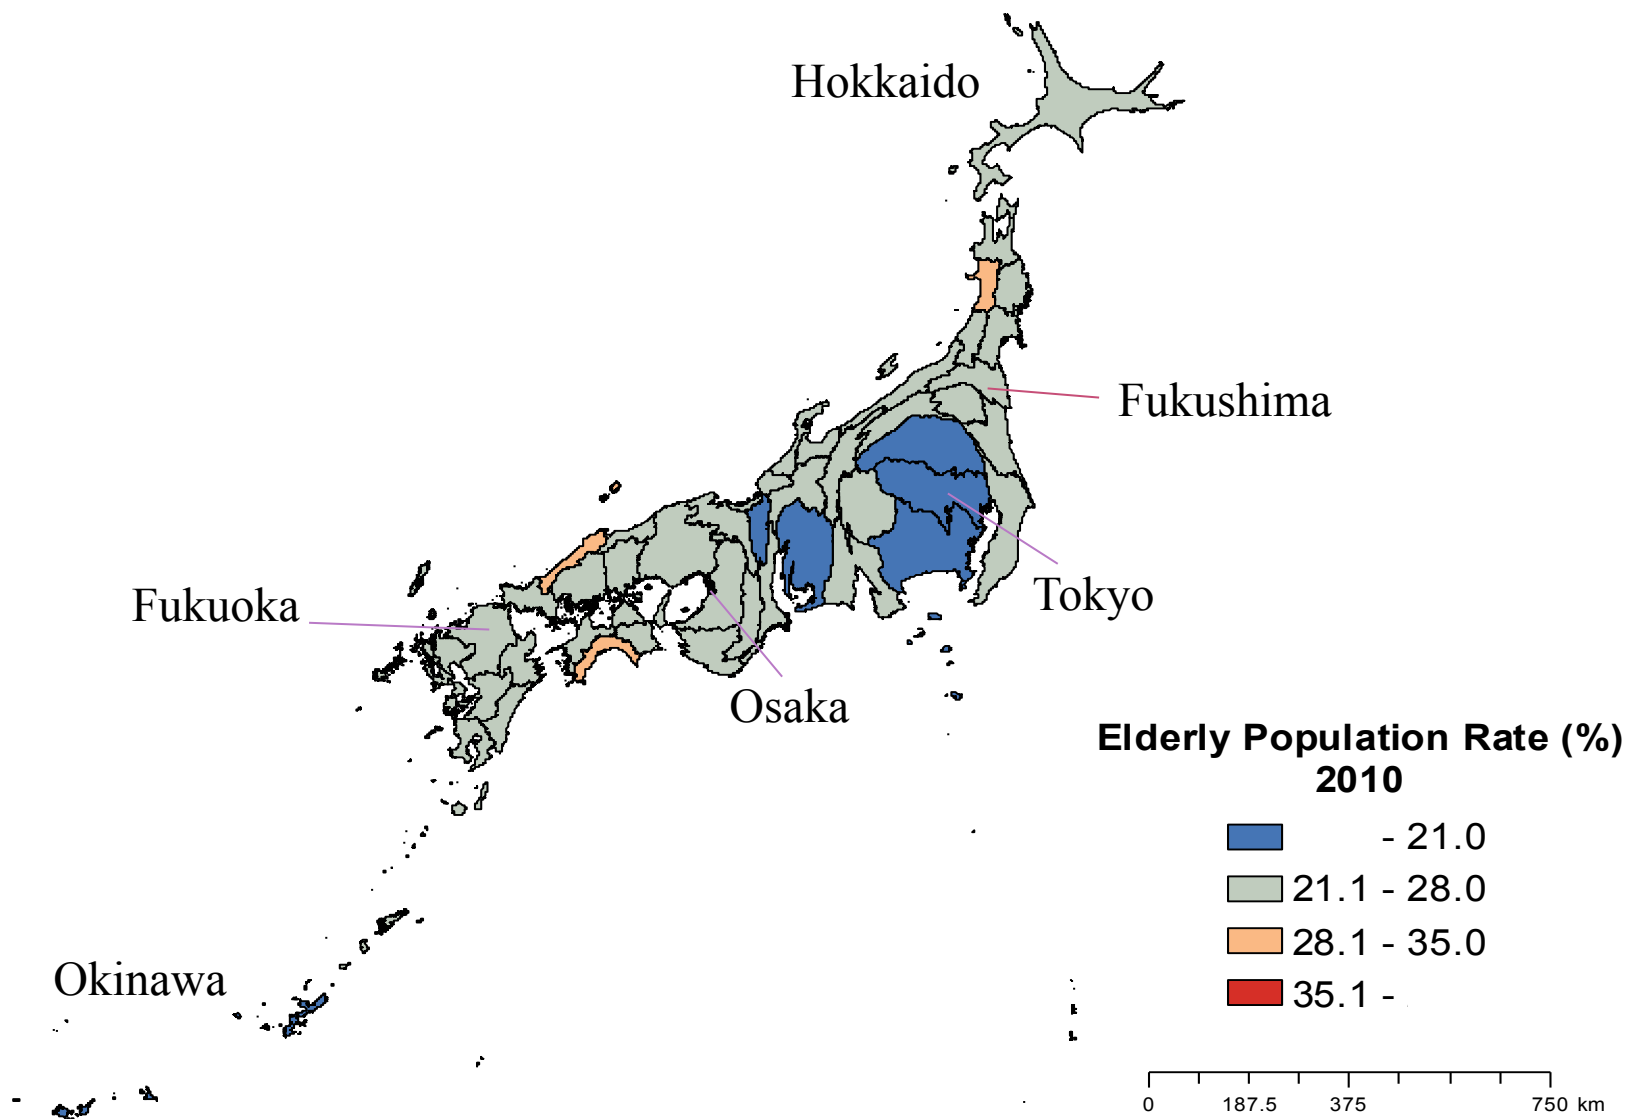 Hokkaido
Fukushima
Fukuoka
Tokyo
Osaka
Okinawa
Elderly Population Rate (%)
2010
- 21.0
21.1 - 28.0
28.1 - 35.0
35.1 -
0 187.5 375 750 km